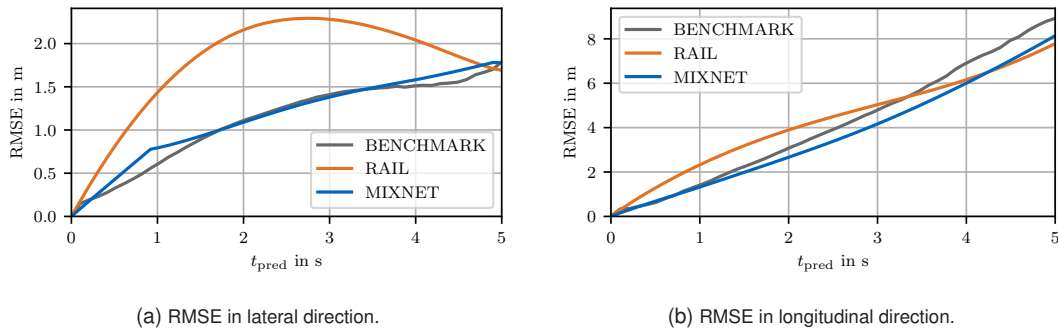 2.0
1.5
1.0
0.5
0.0
RMSE in m
0 1 2 3 4 5
t_pred in s
BENCHMARK
RAIL
MIXNET
(a) RMSE in lateral direction.
8
6
4
2
0
RMSE in m
0 1 2 3 4 5
t_pred in s
BENCHMARK
RAIL
MIXNET
(b) RMSE in longitudinal direction.